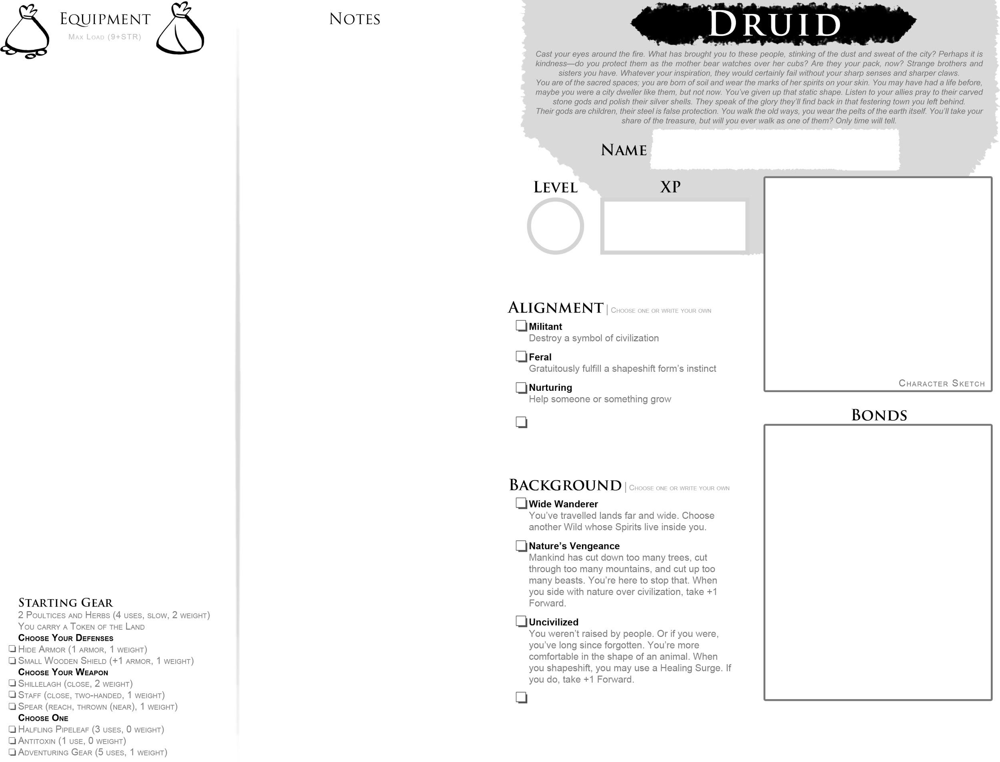 Equipment
Max Load (9+STR)
Starting Gear
2 Poultices and Herbs (4 uses, slow, 2 weight)
You carry a Token of the Land
Choose Your Defenses
Hide Armor (1 armor, 1 weight)
Small Wooden Shield (+1 armor, 1 weight)
Choose Your Weapon
Shillelagh (close, 2 weight)
Staff (close, two-handed, 1 weight)
Spear (reach, thrown (near), 1 weight)
Choose One
Halfling Pipeleaf (3 uses, 0 weight)
Antitoxin (1 use, 0 weight)
Adventuring Gear (5 uses, 1 weight)
Notes
Druid
Cast your eyes around the fire. What has brought you to these people, stinking of the dust and sweat of the city? Perhaps it is
kindness—do you protect them as the mother bear watches over her cubs? Are they your pack, now? Strange brothers and
sisters you have. Whatever your inspiration, they would certainly fail without your sharp senses and sharper claws.
You are of the sacred spaces; you are born of soil and wear the marks of her spirits on your skin. You may have had a life before,
maybe you were a city dweller like them, but not now. You've given up that static shape. Listen to your allies pray to their carved
stone gods and polish their silver shells. They speak of the glory they'll find back in that festering town you left behind.
Their gods are children, their steel is false protection. You walk the old ways, you wear the pelts of the earth itself. You'll take your
share of the treasure, but will you ever walk as one of them? Only time will tell.
Name
Level
XP
Alignment | Choose one or write your own
Militant
Destroy a symbol of civilization
Feral
Gratuitously fulfill a shapeshift form's instinct
Nurturing
Help someone or something grow
Background | Choose one or write your own
Wide Wanderer
You've travelled lands far and wide. Choose
another Wild whose Spirits live inside you.
Nature's Vengeance
Mankind has cut down too many trees, cut
through too many mountains, and cut up too
many beasts. You're here to stop that. When
you side with nature over civilization, take +1
Forward.
Uncivilized
You weren't raised by people. Or if you were,
you've long since forgotten. You're more
comfortable in the shape of an animal. When
you shapeshift, you may use a Healing Surge. If
you do, take +1 Forward.
Character Sketch
Bonds